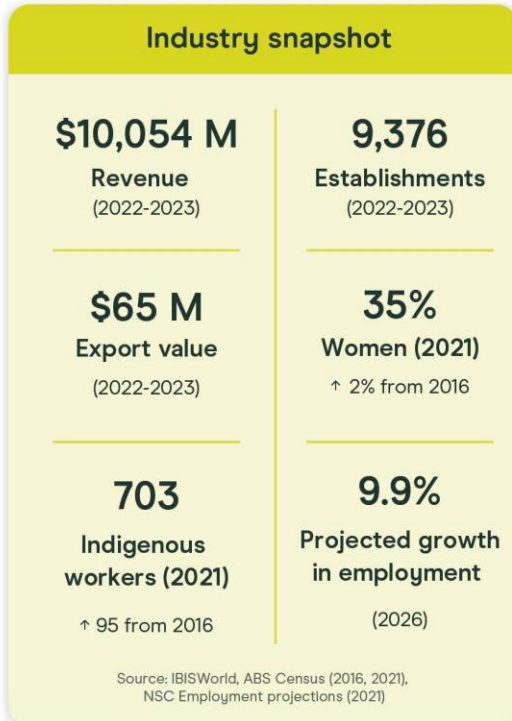 Industry snapshot
$10,054 M
Revenue
(2022-2023)
9,376
Establishments
(2022-2023)
$65 M
Export value
(2022-2023)
35%
Women (2021)
↑ 2% from 2016
703
Indigenous
workers (2021)
↑ 95 from 2016
9.9%
Projected growth
in employment
(2026)
Source: IBISWorld, ABS Census (2016, 2021),
NSC Employment projections (2021)